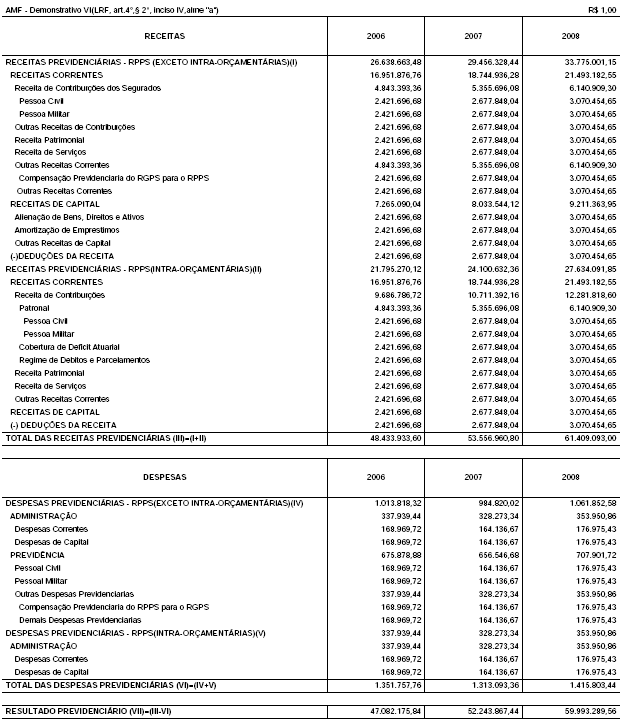 AMF - Demonstrativo VI(LRF, art.4º,§ 2º, inciso IV,alme "a") R$ 1,00
RECEITAS 2006 2007 2008
RECEITAS PREVIDENCIÁRIAS - RPPS (EXCETO INTRA-ORÇAMENTÁRIAS)(I) 26.638.663,48 29.456.328,44 33.775.001,15
RECEITAS CORRENTES 16.951.876,76 18.744.936,28 21.493.182,55
Receita de Contribuições dos Segurados 4.843.393,36 5.355.696,08 6.140.909,30
Pessoa Civil 2.421.696,68 2.677.848,04 3.070.454,65
Pessoa Militar 2.421.696,68 2.677.848,04 3.070.454,65
Outras Receitas de Contribuições 2.421.696,68 2.677.848,04 3.070.454,65
Receita Patrimonial 2.421.696,68 2.677.848,04 3.070.454,65
Receita de Serviços 2.421.696,68 2.677.848,04 3.070.454,65
Outras Receitas Correntes 4.843.393,36 5.355.696,08 6.140.909,30
Compensação Previdenciaria do RGPS para o RPPS 2.421.696,68 2.677.848,04 3.070.454,65
Outras Receitas Correntes 2.421.696,68 2.677.848,04 3.070.454,65
RECEITAS DE CAPITAL 7.265.090,04 8.033.544,12 9.211.363,95
Alienação de Bens, Direitos e Ativos 2.421.696,68 2.677.848,04 3.070.454,65
Amortização de Emprestimos 2.421.696,68 2.677.848,04 3.070.454,65
Outras Receitas de Capital 2.421.696,68 2.677.848,04 3.070.454,65
(-)DEDUÇÕES DA RECEITA 2.421.696,68 2.677.848,04 3.070.454,65
RECEITAS PREVIDENCIÁRIAS - RPPS(INTRA-ORÇAMENTÁRIAS)(II) 21.795.270,12 24.100.632,36 27.634.091,85
RECEITAS CORRENTES 16.951.876,76 18.744.936,28 21.493.182,55
Receita de Contribuições 9.686.786,72 10.711.392,16 12.281.818,60
Patronal 4.843.393,36 5.355.696,08 6.140.909,30
Pessoa Civil 2.421.696,68 2.677.848,04 3.070.454,65
Pessoa Militar 2.421.696,68 2.677.848,04 3.070.454,65
Cobertura de Deficit Atuarial 2.421.696,68 2.677.848,04 3.070.454,65
Regime de Debitos e Parcelamentos 2.421.696,68 2.677.848,04 3.070.454,65
Receita Patrimonial 2.421.696,68 2.677.848,04 3.070.454,65
Receita de Serviços 2.421.696,68 2.677.848,04 3.070.454,65
Outras Receitas Correntes 2.421.696,68 2.677.848,04 3.070.454,65
RECEITAS DE CAPITAL 2.421.696,68 2.677.848,04 3.070.454,65
(-) DEDUÇÕES DA RECEITA 2.421.696,68 2.677.848,04 3.070.454,65
TOTAL DAS RECEITAS PREVIDENCIÁRIAS (III)=(I+II) 48.433.933,60 53.556.960,80 61.409.093,00
DESPESAS 2006 2007 2008
DESPESAS PREVIDENCIÁRIAS - RPPS(EXCETO INTRA-ORÇAMENTÁRIAS)(IV) 1.013.818,32 984.820,02 1.061.852,58
ADMINISTRAÇÃO 337.939,44 328.273,34 353.950,86
Despesas Correntes 168.969,72 164.136,67 176.975,43
Despesas de Capital 168.969,72 164.136,67 176.975,43
PREVIDÊNCIA 675.878,88 656.546,68 707.901,72
Pessoal Civil 168.969,72 164.136,67 176.975,43
Pessoal Militar 168.969,72 164.136,67 176.975,43
Outras Despesas Previdenciarias 337.939,44 328.273,34 353.950,86
Compensação Previdenciaria do RPPS para o RGPS 168.969,72 164.136,67 176.975,43
Demais Despesas Previdenciarias 168.969,72 164.136,67 176.975,43
DESPESAS PREVIDENCIÁRIAS - RPPS(INTRA-ORÇAMENTÁRIAS)(V) 337.939,44 328.273,34 353.950,86
ADMINISTRAÇÃO 337.939,44 328.273,34 353.950,86
Despesas Correntes 168.969,72 164.136,67 176.975,43
Despesas de Capital 168.969,72 164.136,67 176.975,43
TOTAL DAS DESPESAS PREVIDENCIÁRIAS (VI)=(IV+V) 1.351.757,76 1.313.093,36 1.415.803,44
RESULTADO PREVIDENCIÁRIO (VII)=(III-VI) 47.082.175,84 52.243.867,44 59.993.289,56